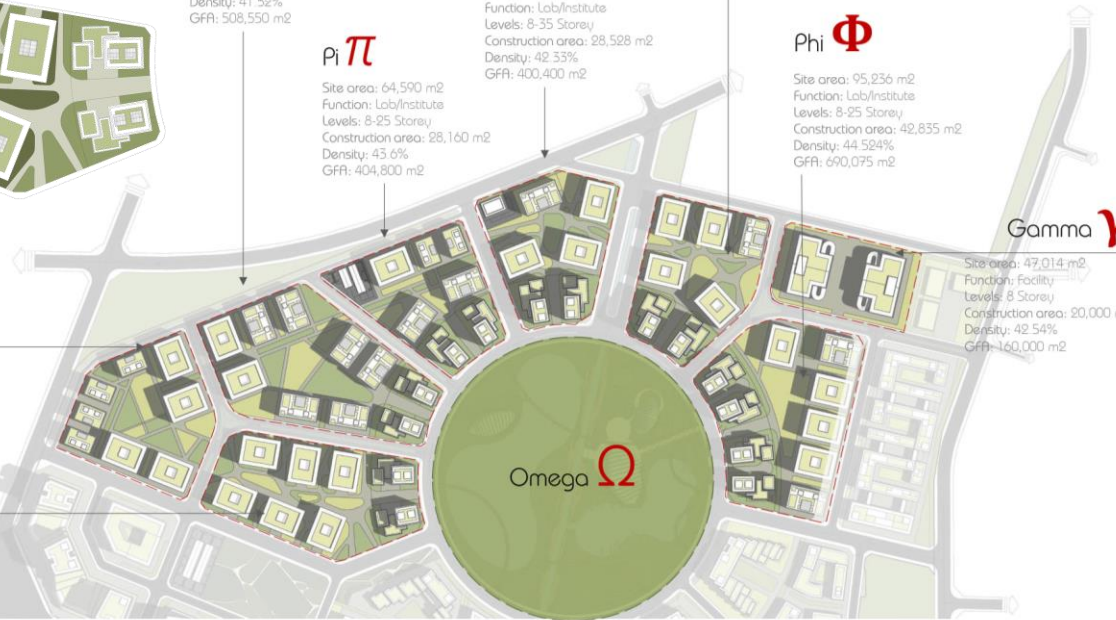 Density: 41.52%
GFA: 508,550 m2
Pi π
Site area: 64,590 m2
Function: Lab/Institute
Levels: 8-25 Storey
Construction area: 28,160 m2
Density: 43.6%
GFA: 404,800 m2
Function: Lab/Institute
Levels: 8-35 Storey
Construction area: 28,528 m2
Density: 42.33%
GFA: 400,400 m2
Phi Φ
Site area: 95,236 m2
Function: Lab/Institute
Levels: 8-25 Storey
Construction area: 42,835 m2
Density: 44.524%
GFA: 690,075 m2
Gamma γ
Site area: 47,014 m2
Function: Facility
Levels: 8 Storey
Construction area: 20,000
Density: 42.54%
GFA: 160,000 m2
Omega Ω